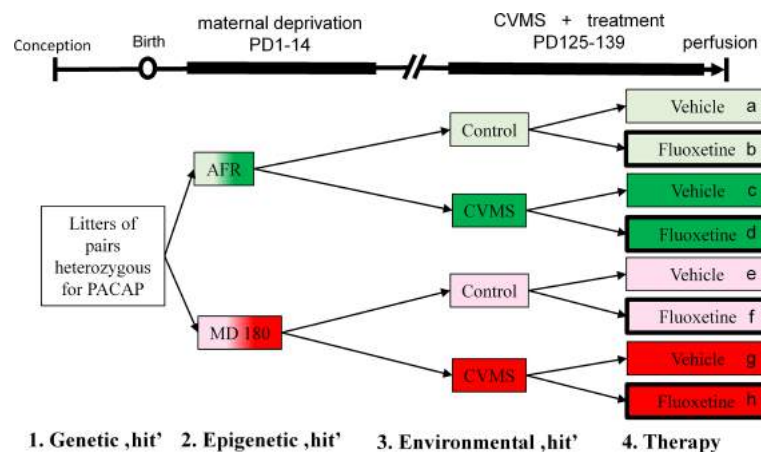 maternal deprivation
PD1-14
CVMS + treatment
PD125-139
Conception
Birth
perfusion
Litters of
pairs
heterozygous
for PACAP
AFR
MD 180
Control
CVMS
Control
CVMS
Vehicle a
Fluoxetine b
Vehicle c
Fluoxetine d
Vehicle e
Fluoxetine f
Vehicle g
Fluoxetine h
1. Genetic ‚hit’ 2. Epigenetic ‚hit’ 3. Environmental ‚hit’ 4. Therapy